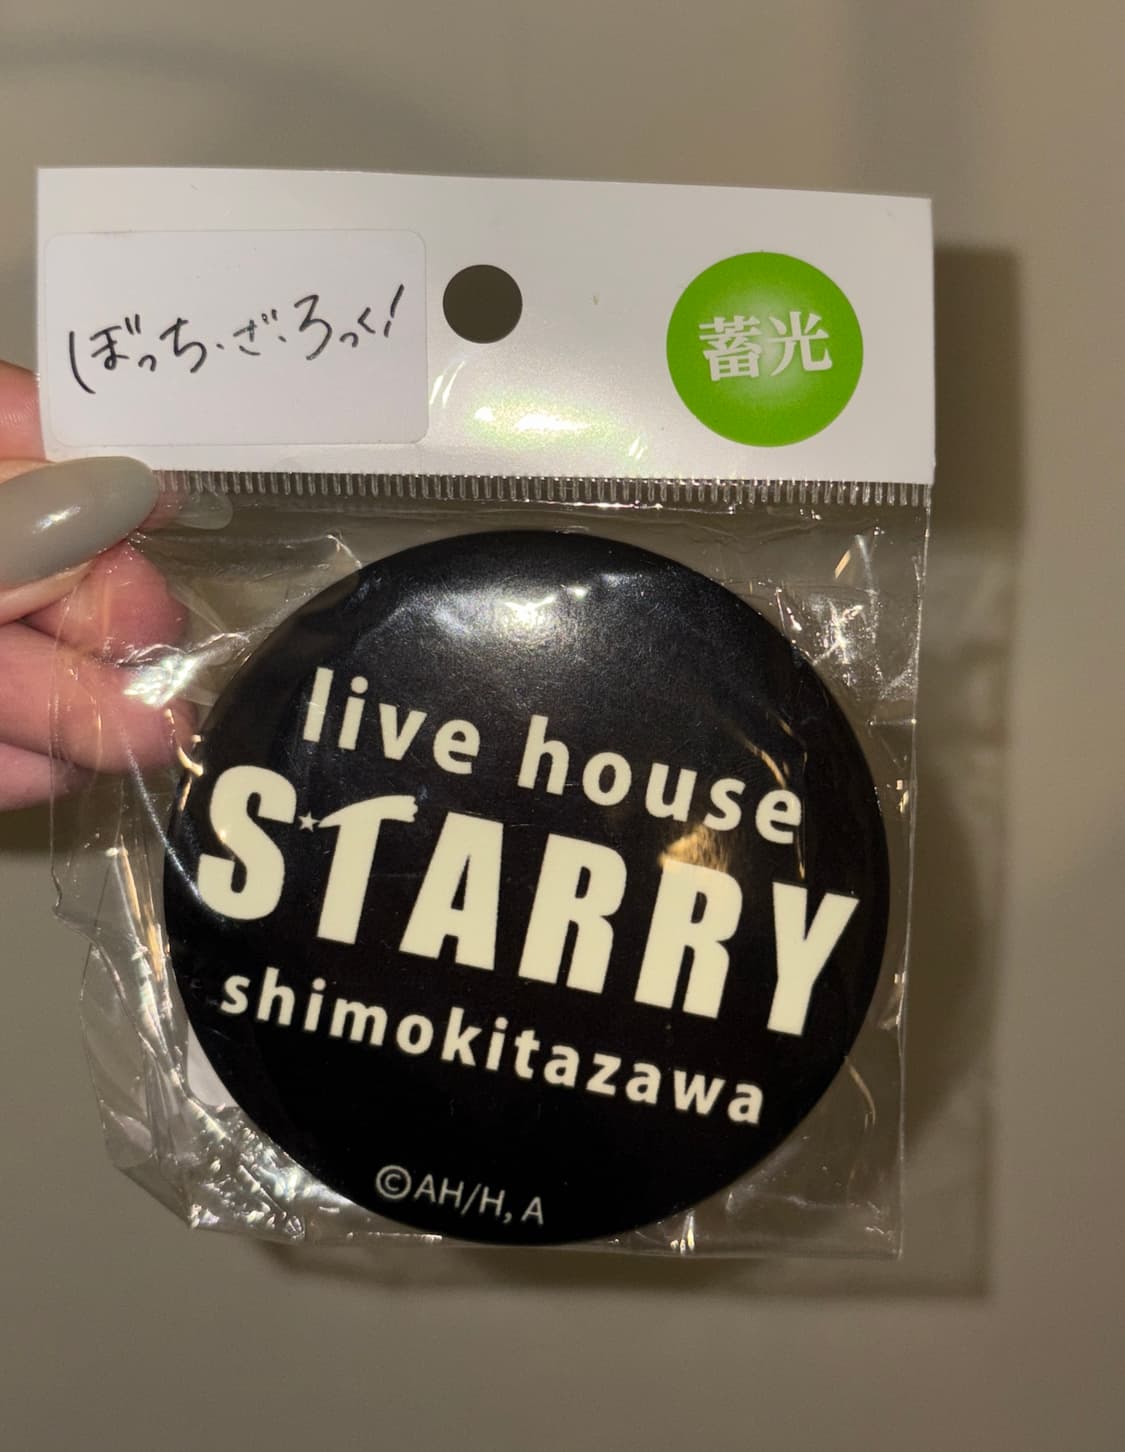 ぼっち・ざ・ろっく!
蓄光
live house
STARRY
shimokitazawa
©AH/H, A